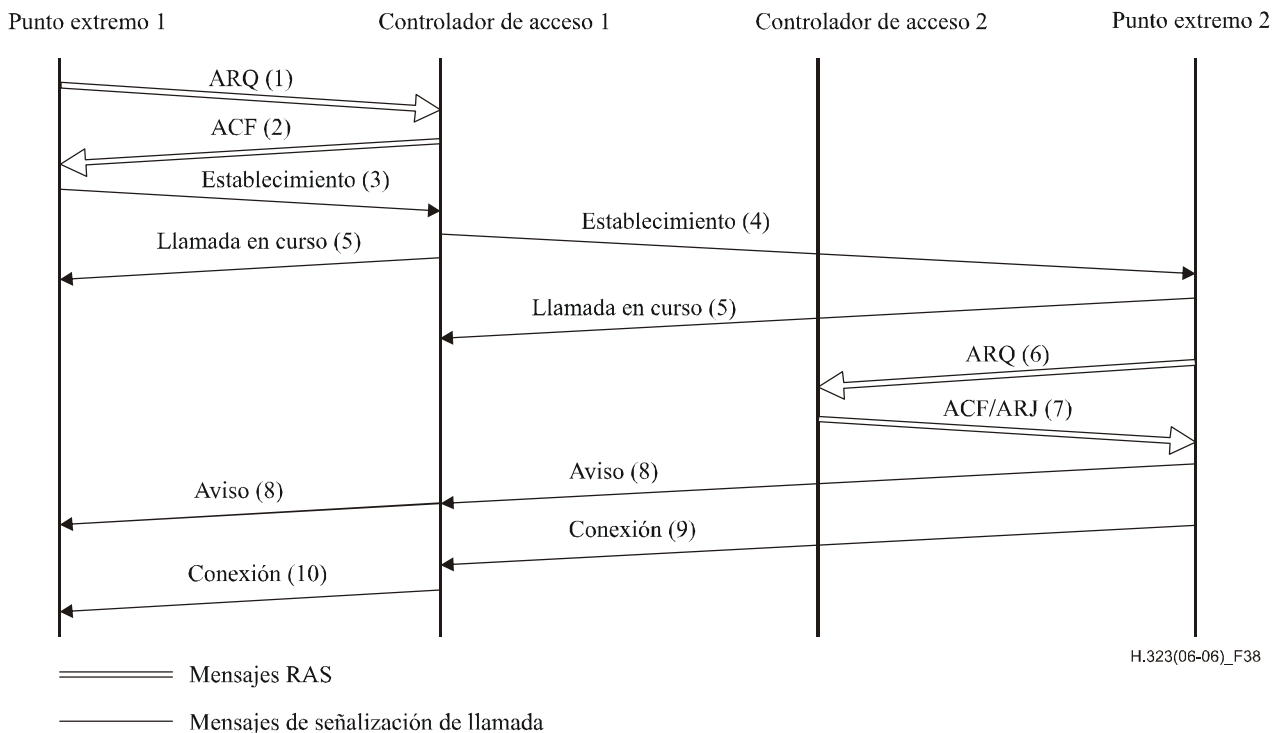 Punto extremo 1
Controlador de acceso 1
Controlador de acceso 2
Punto extremo 2
ARQ (1)
ACF (2)
Establecimiento (3)
Establecimiento (4)
Llamada en curso (5)
Llamada en curso (5)
ARQ (6)
ACF/ARJ (7)
Aviso (8)
Aviso (8)
Conexión (9)
Conexión (10)
H.323(06-06)_F38
Mensajes RAS
Mensajes de señalización de llamada